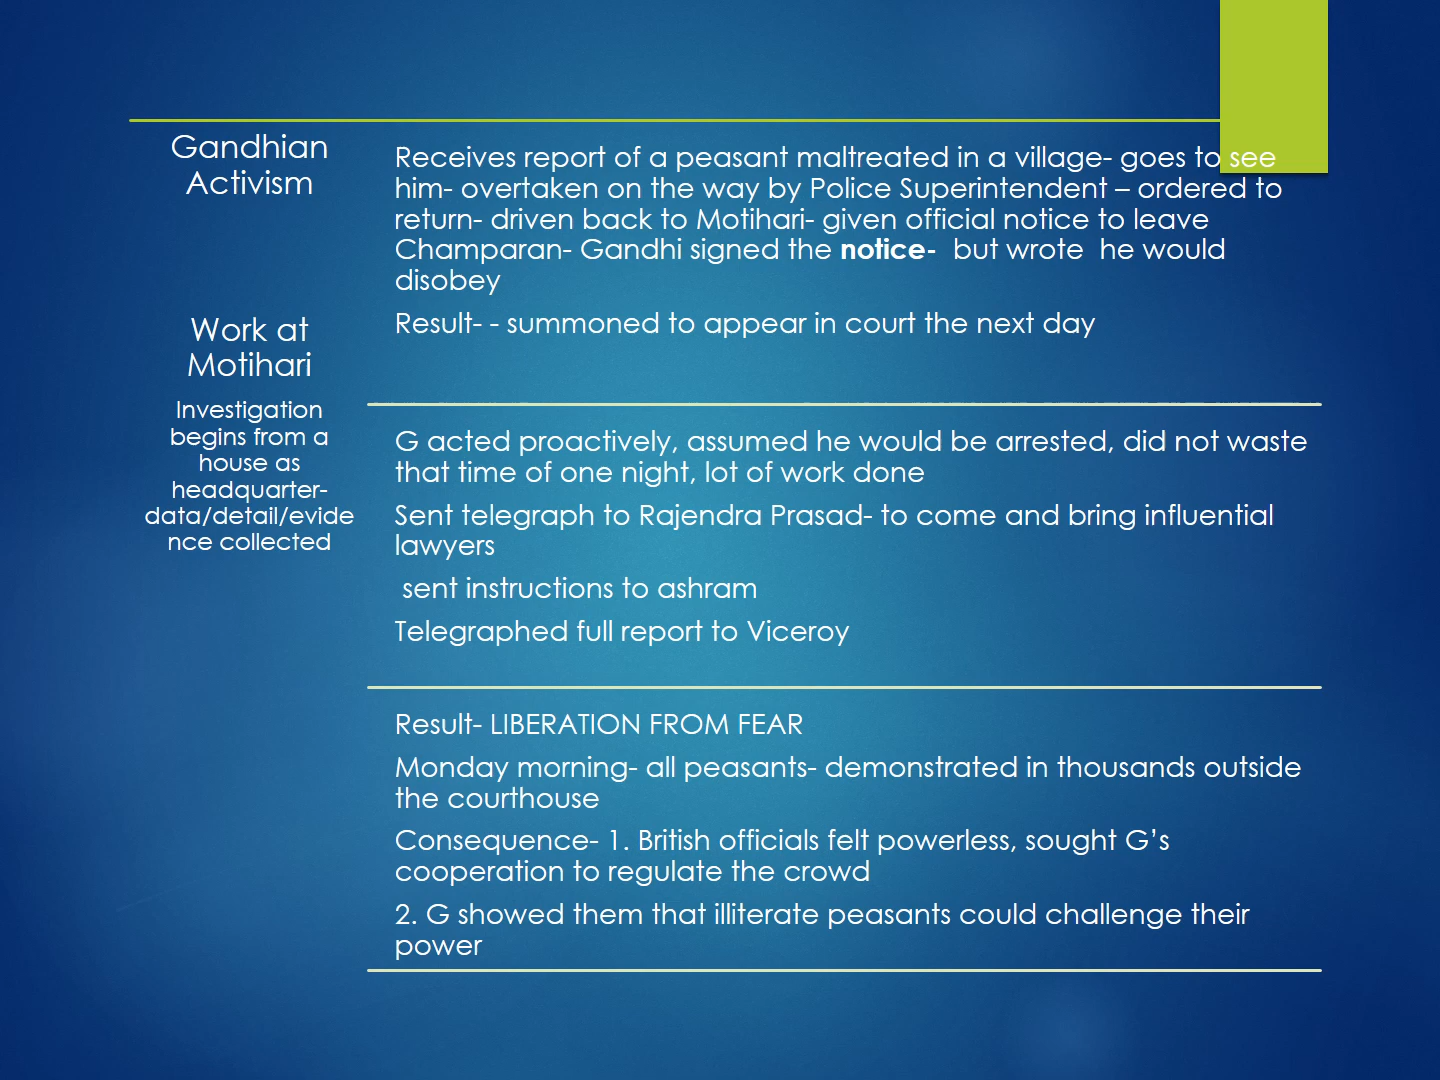 Gandhian
Activism
Work at
Motihari
Investigation
begins from a
house as
headquarter-
data/detail/evide
nce collected
Receives report of a peasant maltreated in a village- goes to see
him- overtaken on the way by Police Superintendent – ordered to
return- driven back to Motihari- given official notice to leave
Champaran- Gandhi signed the notice-  but wrote  he would
disobey
Result- - summoned to appear in court the next day
G acted proactively, assumed he would be arrested, did not waste
that time of one night, lot of work done
Sent telegraph to Rajendra Prasad- to come and bring influential
lawyers
sent instructions to ashram
Telegraphed full report to Viceroy
Result- LIBERATION FROM FEAR
Monday morning- all peasants- demonstrated in thousands outside
the courthouse
Consequence- 1. British officials felt powerless, sought G’s
cooperation to regulate the crowd
2. G showed them that illiterate peasants could challenge their
power